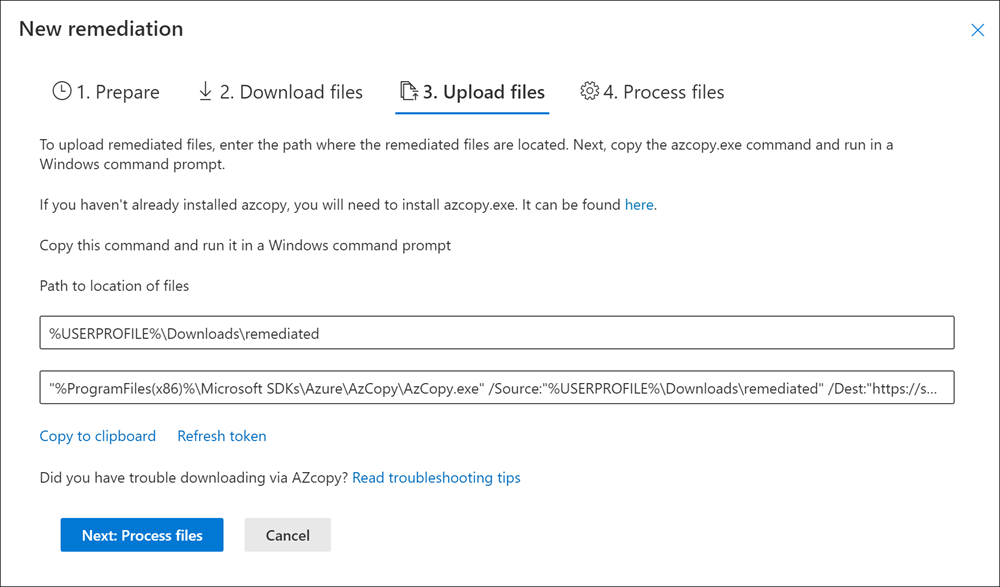 New remediation
1. Prepare
2. Download files
3. Upload files
4. Process files
To upload remediated files, enter the path where the remediated files are located. Next, copy the azcopy.exe command and run in a
Windows command prompt.
If you haven't already installed azcopy, you will need to install azcopy.exe. It can be found here.
Copy this command and run it in a Windows command prompt
Path to location of files
%USERPROFILE%\Downloads\remediated
"%ProgramFiles(x86)%\Microsoft SDKs\Azure\AzCopy\AzCopy.exe" /Source:"%USERPROFILE%\Downloads\remediated" /Dest:"https://s...
Copy to clipboard
Refresh token
Did you have trouble downloading via AZcopy? Read troubleshooting tips
Next: Process files
Cancel